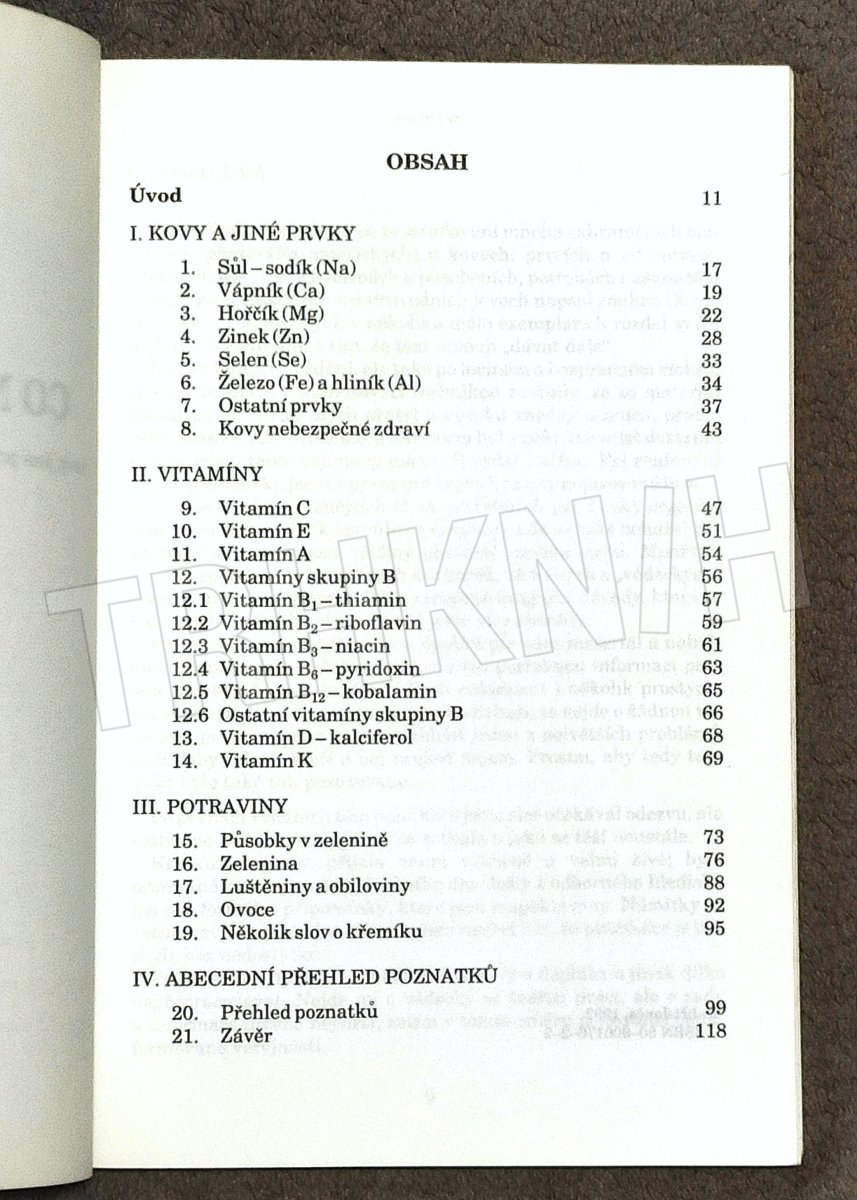 OBSAH
Úvod 11
I. KOVY A JINÉ PRVKY
1. Sůl – sodík (Na) 17
2. Vápník (Ca) 19
3. Hořčík (Mg) 22
4. Zinek (Zn) 28
5. Selen (Se) 33
6. Železo (Fe) a hliník (Al) 34
7. Ostatní prvky 37
8. Kovy nebezpečné zdraví 43
II. VITAMÍNY
9. Vitamín C 47
10. Vitamín E 51
11. Vitamín A 54
12. Vitamíny skupiny B 56
12.1 Vitamín B₁ – thiamin 57
12.2 Vitamín B₂ – riboflavin 59
12.3 Vitamín B₃ – niacin 61
12.4 Vitamín B₆ – pyridoxin 63
12.5 Vitamín B₁₂ – kobalamin 65
12.6 Ostatní vitamíny skupiny B 66
13. Vitamín D – kalciferol 68
14. Vitamín K 69
III. POTRAVINY
15. Působky v zelenině 73
16. Zelenina 76
17. Luštěniny a obiloviny 88
18. Ovoce 92
19. Několik slov o křemíku 95
IV. ABECEDNÍ PŘEHLED POZNATKŮ
20. Přehled poznatků 99
21. Závěr 118
TRHKNIH